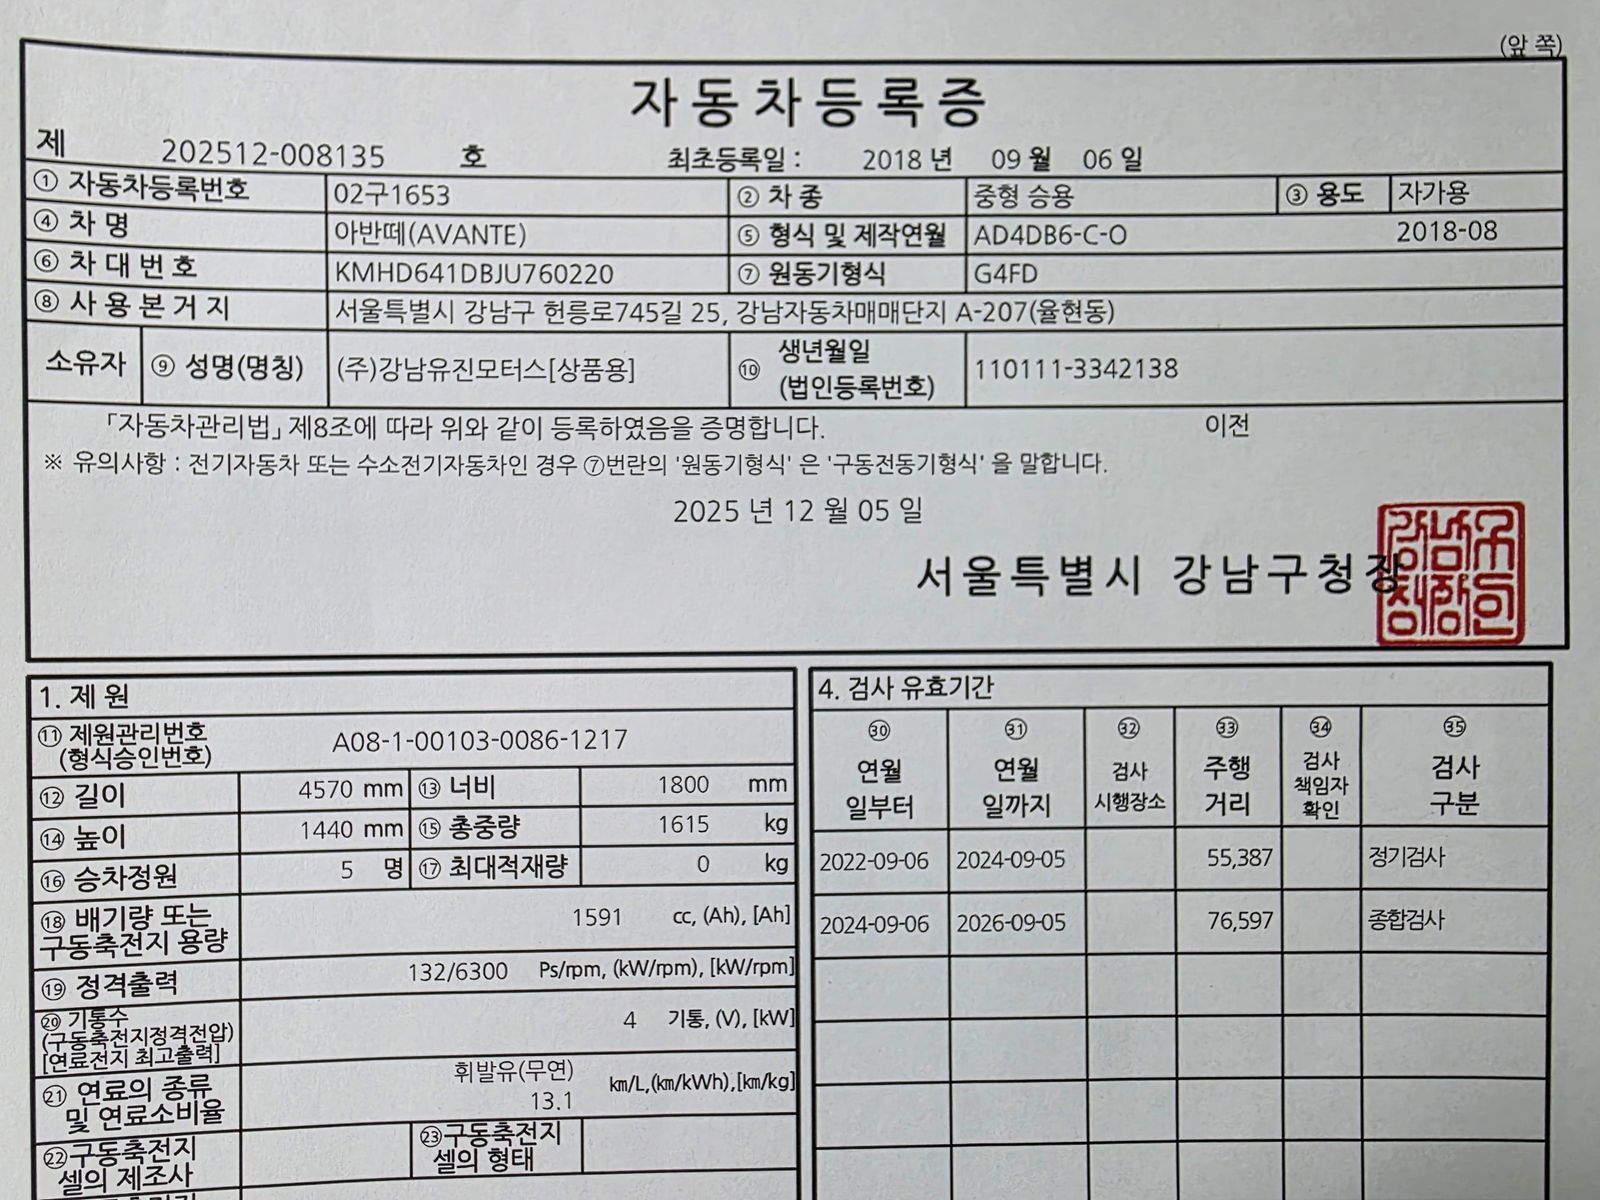 (앞 쪽)
자동차등록증
제 202512-008135 호 최초등록일 : 2018 년 09 월 06 일
① 자동차등록번호 02구1653 ② 차 종 중형 승용 ③ 용도 자가용
④ 차 명 아반떼(AVANTE) ⑤ 형식 및 제작연월 AD4DB6-C-O 2018-08
⑥ 차 대 번 호 KMHD641DBJU760220 ⑦ 원동기형식 G4FD
⑧ 사 용 본 거 지 서울특별시 강남구 헌릉로745길 25, 강남자동차매매단지 A-207(율현동)
소유자 ⑨ 성명(명칭) (주)강남유진모터스[상품용] ⑩ 생년월일 (법인등록번호) 110111-3342138
「자동차관리법」 제8조에 따라 위와 같이 등록하였음을 증명합니다. 이전
※ 유의사항 : 전기자동차 또는 수소전기자동차인 경우 ⑦번란의 '원동기형식' 은 '구동전동기형식' 을 말합니다.
2025 년 12 월 05 일
서울특별시 강남구청장
1. 제 원
⑪ 제원관리번호 (형식승인번호) A08-1-00103-0086-1217
⑫ 길이 4570 mm ⑬ 너비 1800 mm
⑭ 높이 1440 mm ⑮ 총중량 1615 kg
⑯ 승차정원 5 명 ⑰ 최대적재량 0 kg
⑱ 배기량 또는 구동축전지 용량 1591 cc, (Ah), [Ah]
⑲ 정격출력 132/6300 Ps/rpm, (kW/rpm), [kW/rpm]
⑳ 기통수 (구동축전지정격전압) [연료전지 최고출력] 4 기통, (V), [kW]
㉑ 연료의 종류 및 연료소비율 휘발유(무연) 13.1 km/L,(km/kWh),[km/kg]
㉒ 구동축전지 셀의 제조사 ㉓ 구동축전지 셀의 형태
4. 검사 유효기간
㉚ 연월일부터 ㉛ 연월일까지 ㉜ 검사 시행장소 ㉝ 주행거리 ㉞ 검사 책임자 확인 ㉟ 검사구분
2022-09-06 2024-09-05 55,387 정기검사
2024-09-06 2026-09-05 76,597 종합검사